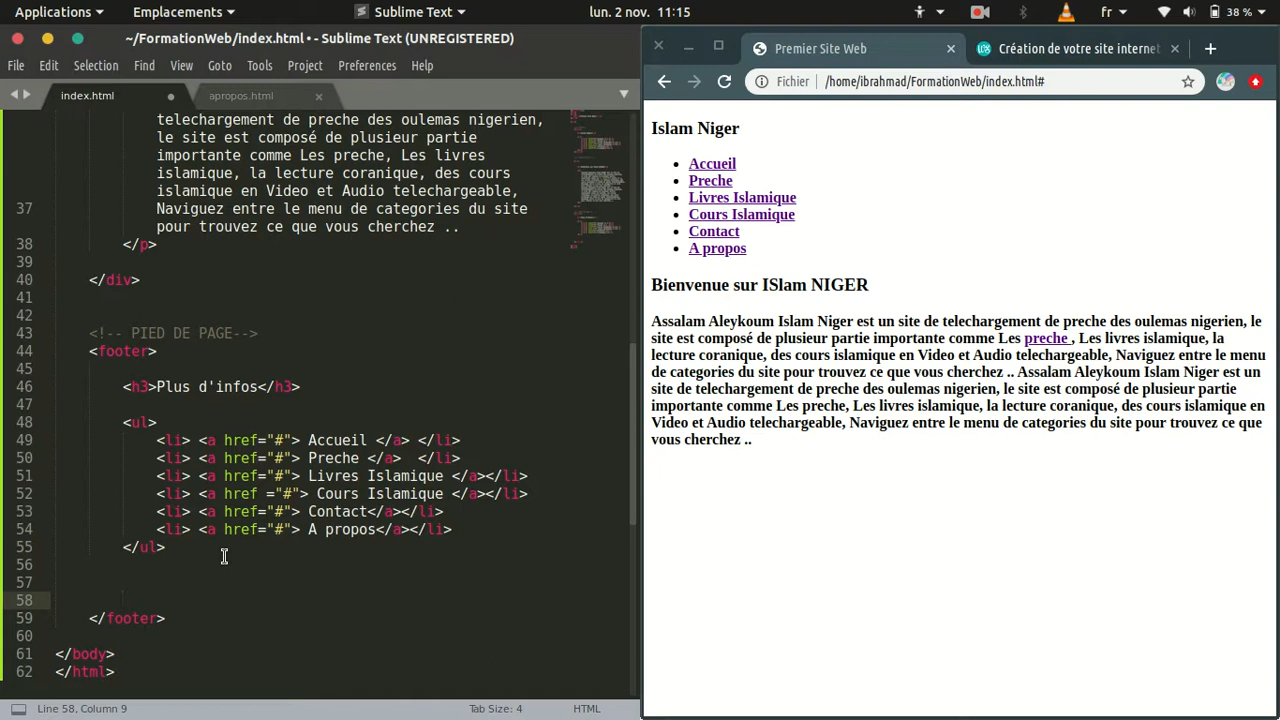 Applications Emplacements Sublime Text lun. 2 nov. 11:15 fr 38 %
~/FormationWeb/index.html • - Sublime Text (UNREGISTERED)
File Edit Selection Find View Goto Tools Project Preferences Help
index.html apropos.html
telechargement de preche des oulemas nigerien,
le site est composé de plusieur partie
importante comme Les preche, Les livres
islamique, la lecture coranique, des cours
islamique en Video et Audio telechargeable,
37 Naviguez entre le menu de categories du site
pour trouvez ce que vous cherchez ..
38 </p>
39
40 </div>
41
42
43 <!-- PIED DE PAGE-->
44 <footer>
45
46 <h3>Plus d'infos</h3>
47
48 <ul>
49 <li> <a href="#"> Accueil </a> </li>
50 <li> <a href="#"> Preche </a>  </li>
51 <li> <a href="#"> Livres Islamique </a></li>
52 <li> <a href ="#"> Cours Islamique </a></li>
53 <li> <a href="#"> Contact</a></li>
54 <li> <a href="#"> A propos</a></li>
55 </ul>
56
57
58
59 </footer>
60
61 </body>
62 </html>
Line 58, Column 9 Tab Size: 4 HTML
Premier Site Web Création de votre site internet
Fichier /home/ibrahmad/FormationWeb/index.html#
Islam Niger
Accueil
Preche
Livres Islamique
Cours Islamique
Contact
A propos
Bienvenue sur ISlam NIGER
Assalam Aleykoum Islam Niger est un site de telechargement de preche des oulemas nigerien, le
site est composé de plusieur partie importante comme Les preche , Les livres islamique, la
lecture coranique, des cours islamique en Video et Audio telechargeable, Naviguez entre le menu
de categories du site pour trouvez ce que vous cherchez .. Assalam Aleykoum Islam Niger est un
site de telechargement de preche des oulemas nigerien, le site est composé de plusieur partie
importante comme Les preche, Les livres islamique, la lecture coranique, des cours islamique en
Video et Audio telechargeable, Naviguez entre le menu de categories du site pour trouvez ce que
vous cherchez ..